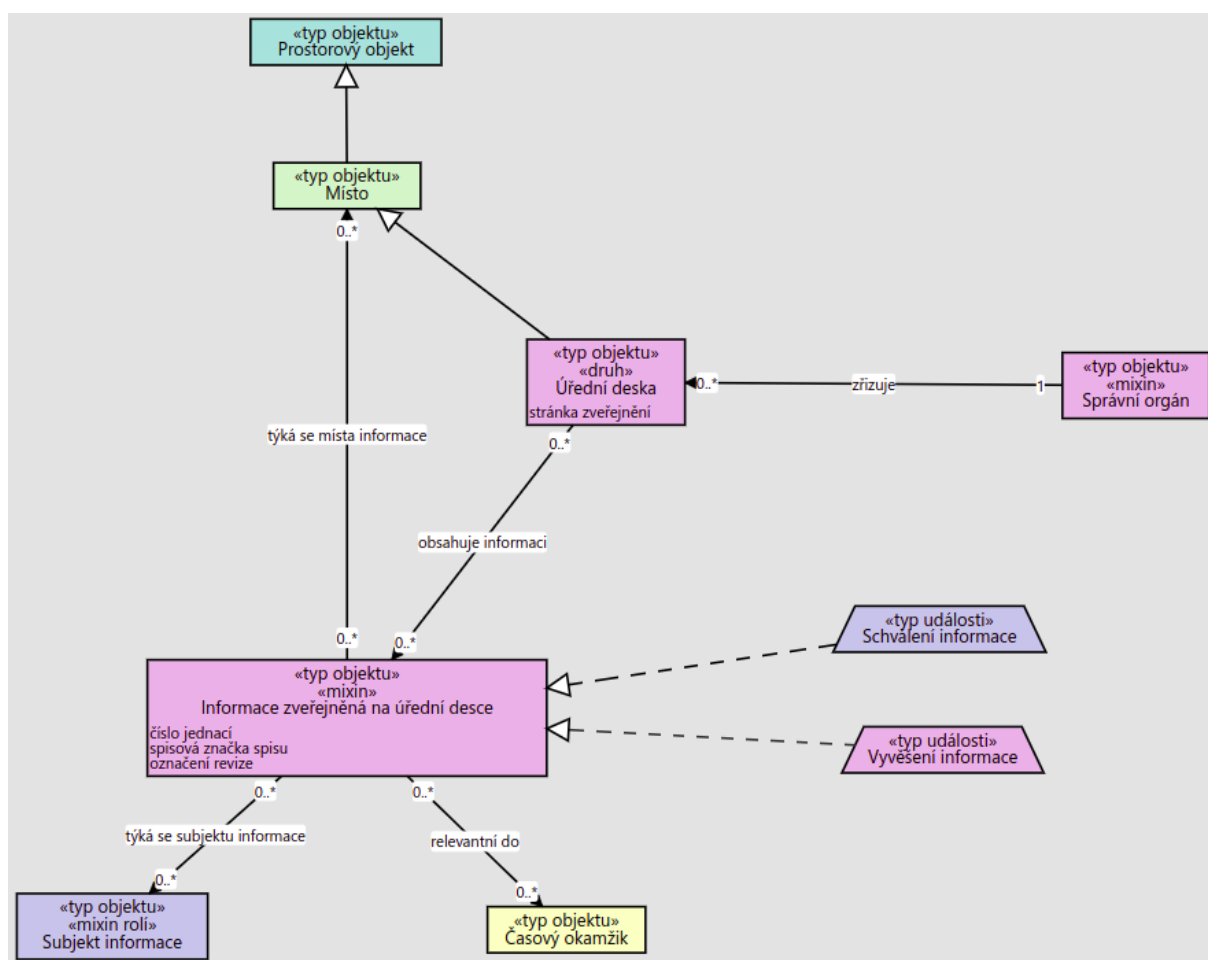 «typ objektu»
Prostorový objekt
«typ objektu»
Místo
0..*
«typ objektu»
«druh»
Úřední deska
stránka zveřejnění
0..*
zřizuje
1
«typ objektu»
«mixin»
Správní orgán
týká se místa informace
0..*
obsahuje informaci
«typ události»
Schválení informace
0..*
0..*
«typ objektu»
«mixin»
Informace zveřejněná na úřední desce
číslo jednací
spisová značka spisu
označení revize
«typ události»
Vyvěšení informace
0..*
0..*
týká se subjektu informace
relevantní do
0..*
0..*
«typ objektu»
«mixin rolí»
Subjekt informace
«typ objektu»
Časový okamžik